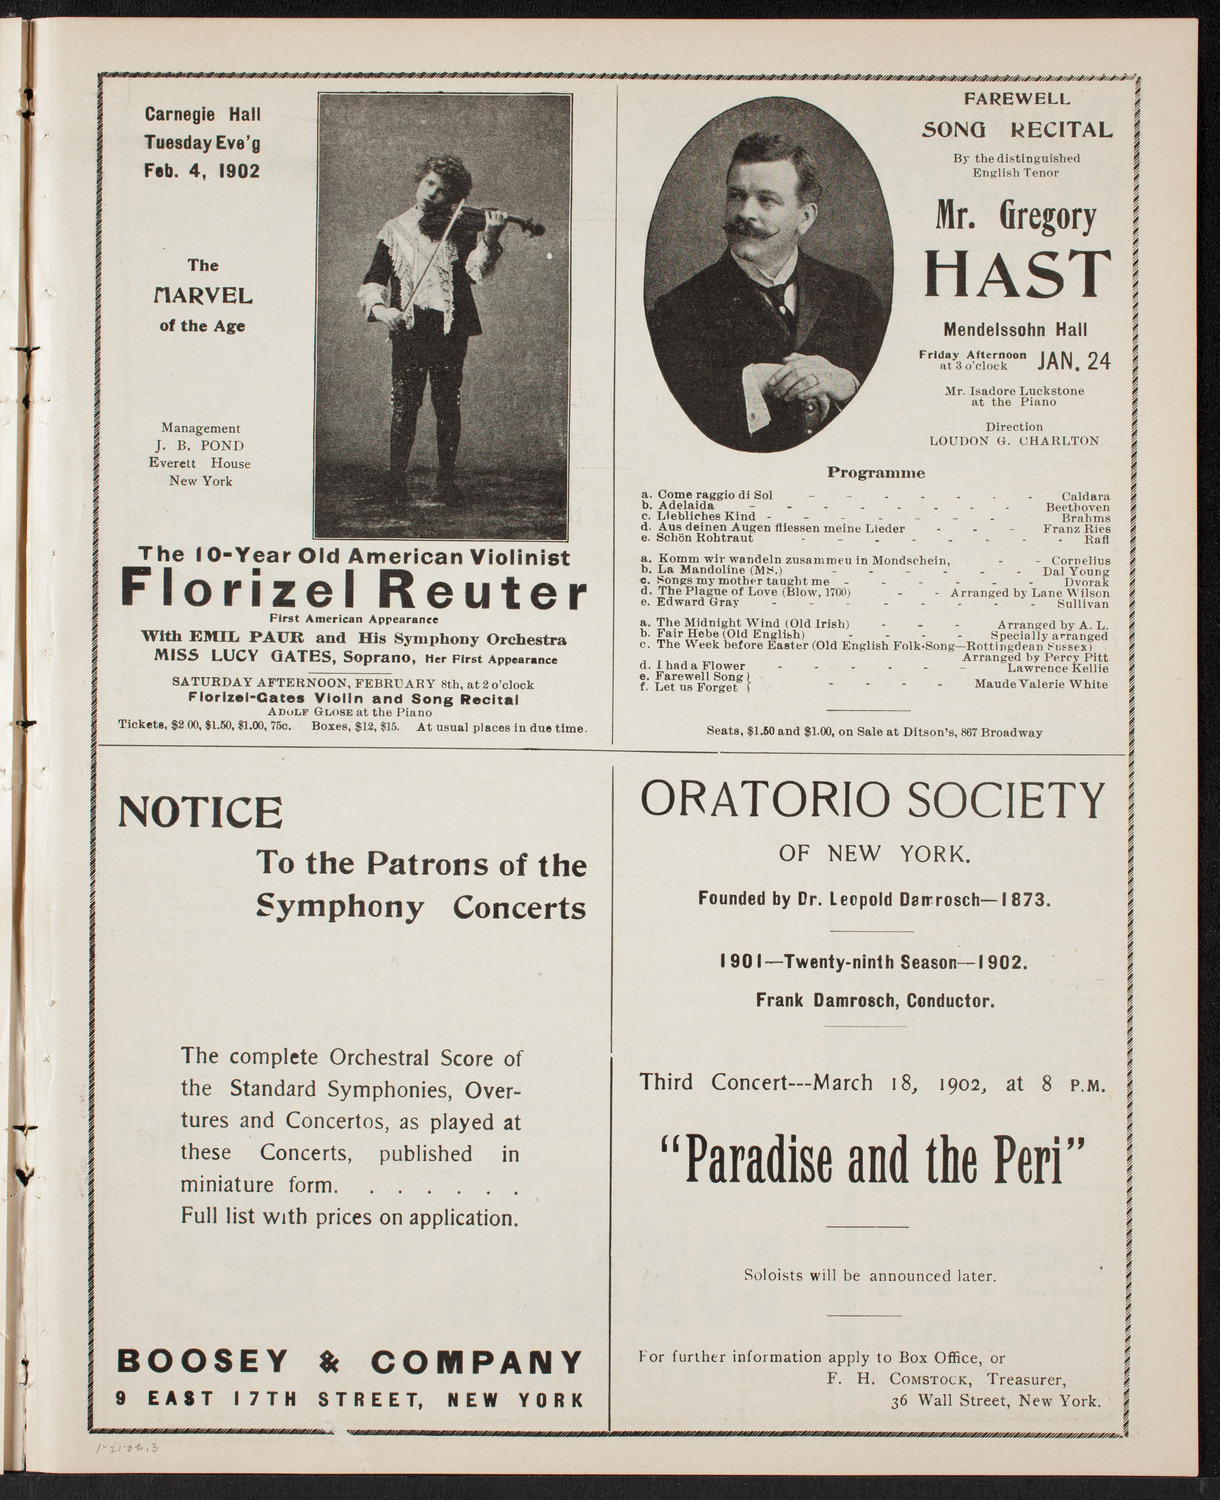 Carnegie Hall
Tuesday Eve'g
Feb. 4, 1902
The
MARVEL
of the Age
Management
J. B. POND
Everett House
New York
The 10-Year Old American Violinist
Florizel Reuter
First American Appearance
With EMIL PAUR and His Symphony Orchestra
MISS LUCY GATES, Soprano, Her First Appearance
SATURDAY AFTERNOON, FEBRUARY 8th, at 2 o'clock
Florizel-Gates Violin and Song Recital
ADOLF GLOSE at the Piano
Tickets, $2 00, $1.50, $1.00, 75c. Boxes, $12, $15. At usual places in due time.
FAREWELL
SONG RECITAL
By the distinguished
English Tenor
Mr. Gregory
HAST
Mendelssohn Hall
Friday Afternoon
at 3 o'clock JAN. 24
Mr. Isadore Luckstone
at the Piano
Direction
LOUDON G. CHARLTON
Programme
a. Come raggio di Sol - - - - - - - Caldara
b. Adelaida - - - - - - - - Beethoven
c. Liebliches Kind - - - - - - - Brahms
d. Aus deinen Augen fliessen meine Lieder - - - Franz Ries
e. Schön Rohtraut - - - - - - - - Raff
a. Komm wir wandeln zusammen in Mondschein, - - Cornelius
b. La Mandoline (MS.) - - - - - - Dal Young
c. Songs my mother taught me - - - - - - Dvorak
d. The Plague of Love (Blow, 1700) - - Arranged by Lane Wilson
e. Edward Gray - - - - - - - - Sullivan
a. The Midnight Wind (Old Irish) - - - Arranged by A. L.
b. Fair Hebe (Old English) - - - - Specially arranged
c. The Week before Easter (Old English Folk-Song—Rottingdean Sussex)
Arranged by Percy Pitt
d. I had a Flower - - - - - - Lawrence Kellie
e. Farewell Song }
f. Let us Forget } - - - - Maude Valerie White
Seats, $1.50 and $1.00, on Sale at Ditson's, 867 Broadway
NOTICE
To the Patrons of the
Symphony Concerts
The complete Orchestral Score of
the Standard Symphonies, Over-
tures and Concertos, as played at
these Concerts, published in
miniature form. . . . . . .
Full list with prices on application.
BOOSEY & COMPANY
9 EAST 17TH STREET, NEW YORK
ORATORIO SOCIETY
OF NEW YORK.
Founded by Dr. Leopold Damrosch—1873.
1901—Twenty-ninth Season—1902.
Frank Damrosch, Conductor.
Third Concert---March 18, 1902, at 8 P.M.
"Paradise and the Peri"
Soloists will be announced later.
For further information apply to Box Office, or
F. H. COMSTOCK, Treasurer,
36 Wall Street, New York.
1-21-02.3